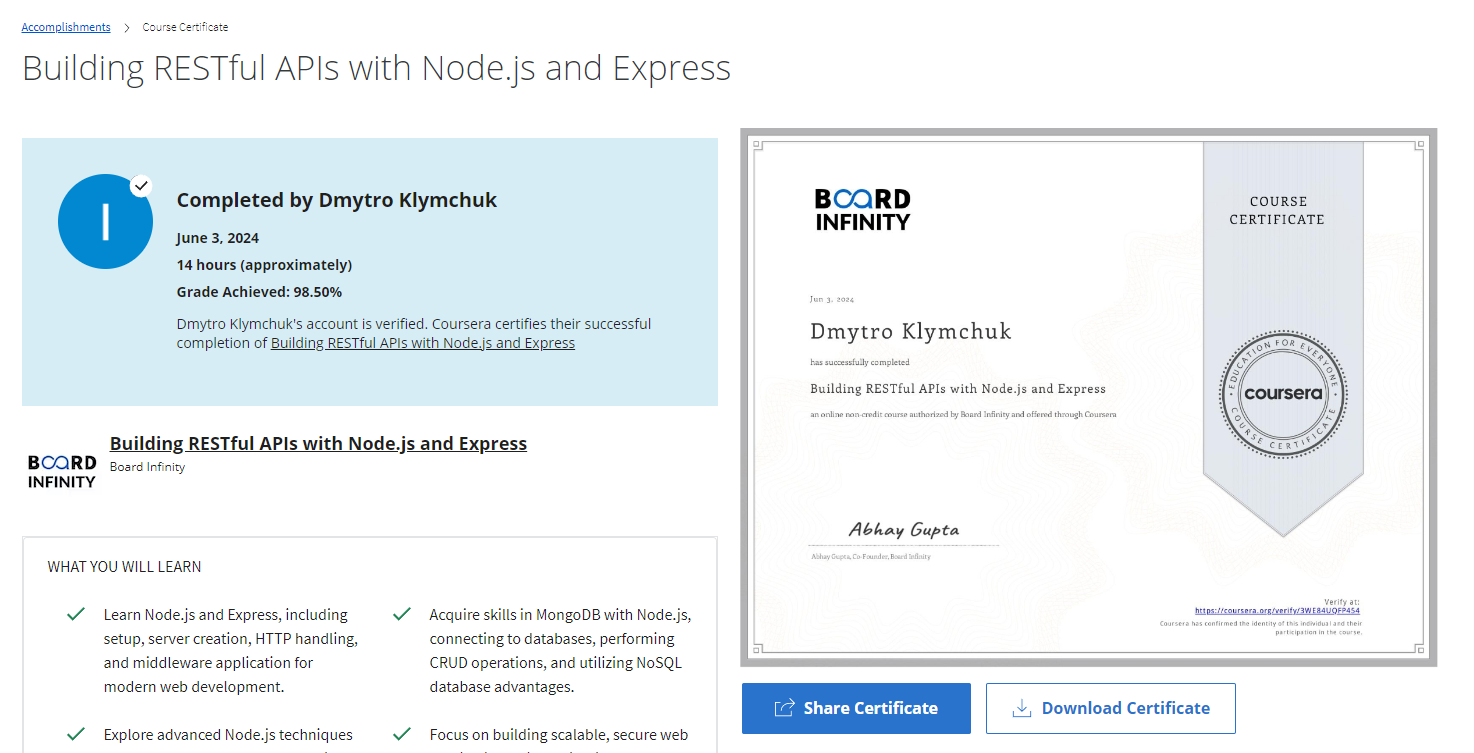 Accomplishments > Course Certificate
Building RESTful APIs with Node.js and Express
Completed by Dmytro Klymchuk
June 3, 2024
14 hours (approximately)
Grade Achieved: 98.50%
Dmytro Klymchuk's account is verified. Coursera certifies their successful
completion of Building RESTful APIs with Node.js and Express
BOARD
INFINITY
Building RESTful APIs with Node.js and Express
Board Infinity
WHAT YOU WILL LEARN
Learn Node.js and Express, including
setup, server creation, HTTP handling,
and middleware application for
modern web development.
Acquire skills in MongoDB with Node.js,
connecting to databases, performing
CRUD operations, and utilizing NoSQL
database advantages.
Explore advanced Node.js techniques
Focus on building scalable, secure web
BOARD
INFINITY
COURSE
CERTIFICATE
Jun 3, 2024
Dmytro Klymchuk
has successfully completed
Building RESTful APIs with Node.js and Express
an online non-credit course authorized by Board Infinity and offered through Coursera
EDUCATION FOR EVERYONE
coursera
COURSE CERTIFICATE
Abhay Gupta
Abhay Gupta, Co-Founder, Board Infinity
Verify at:
https://coursera.org/verify/3WE84UQFP454
Coursera has confirmed the identity of this individual and their
participation in the course.
Share Certificate
Download Certificate